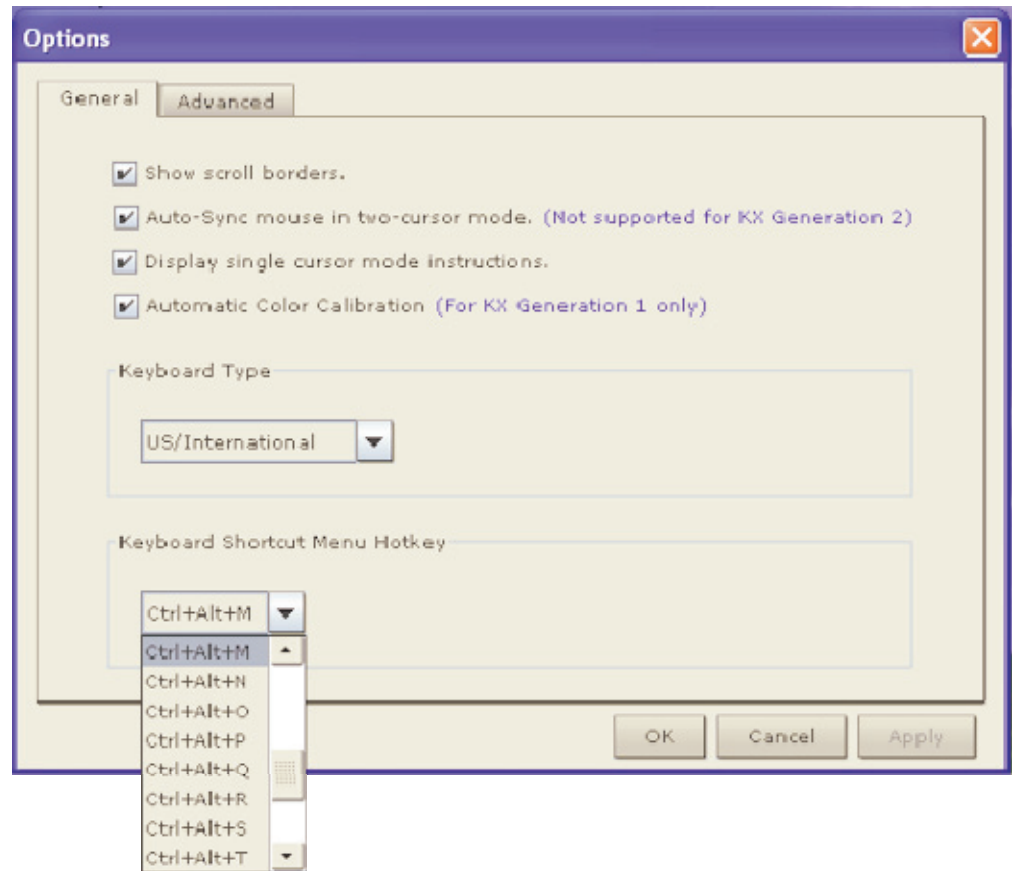 Options
General
Advanced
Show scroll borders.
Auto-Sync mouse in two-cursor mode. (Not supported for KX Generation 2)
Display single cursor mode instructions.
Automatic Color Calibration (For KX Generation 1 only)
Keyboard Type
US/International
Keyboard Shortcut Menu Hotkey
Ctrl+Alt+M
Ctrl+Alt+M
Ctrl+Alt+N
Ctrl+Alt+O
Ctrl+Alt+P
Ctrl+Alt+Q
Ctrl+Alt+R
Ctrl+Alt+S
Ctrl+Alt+T
OK
Cancel
Apply